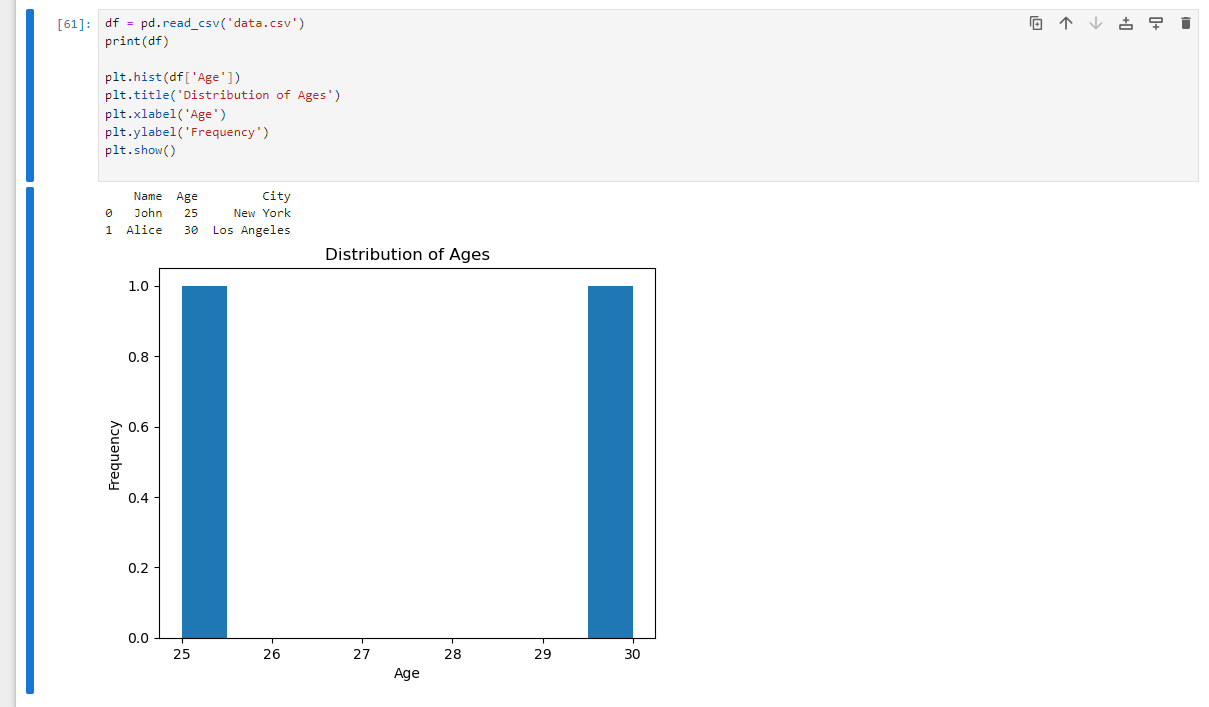 [61]: df = pd.read_csv('data.csv')
print(df)
plt.hist(df['Age'])
plt.title('Distribution of Ages')
plt.xlabel('Age')
plt.ylabel('Frequency')
plt.show()
Name Age City
0 John 25 New York
1 Alice 30 Los Angeles
Distribution of Ages
1.0
0.8
0.6
0.4
0.2
0.0
Frequency
25 26 27 28 29 30
Age